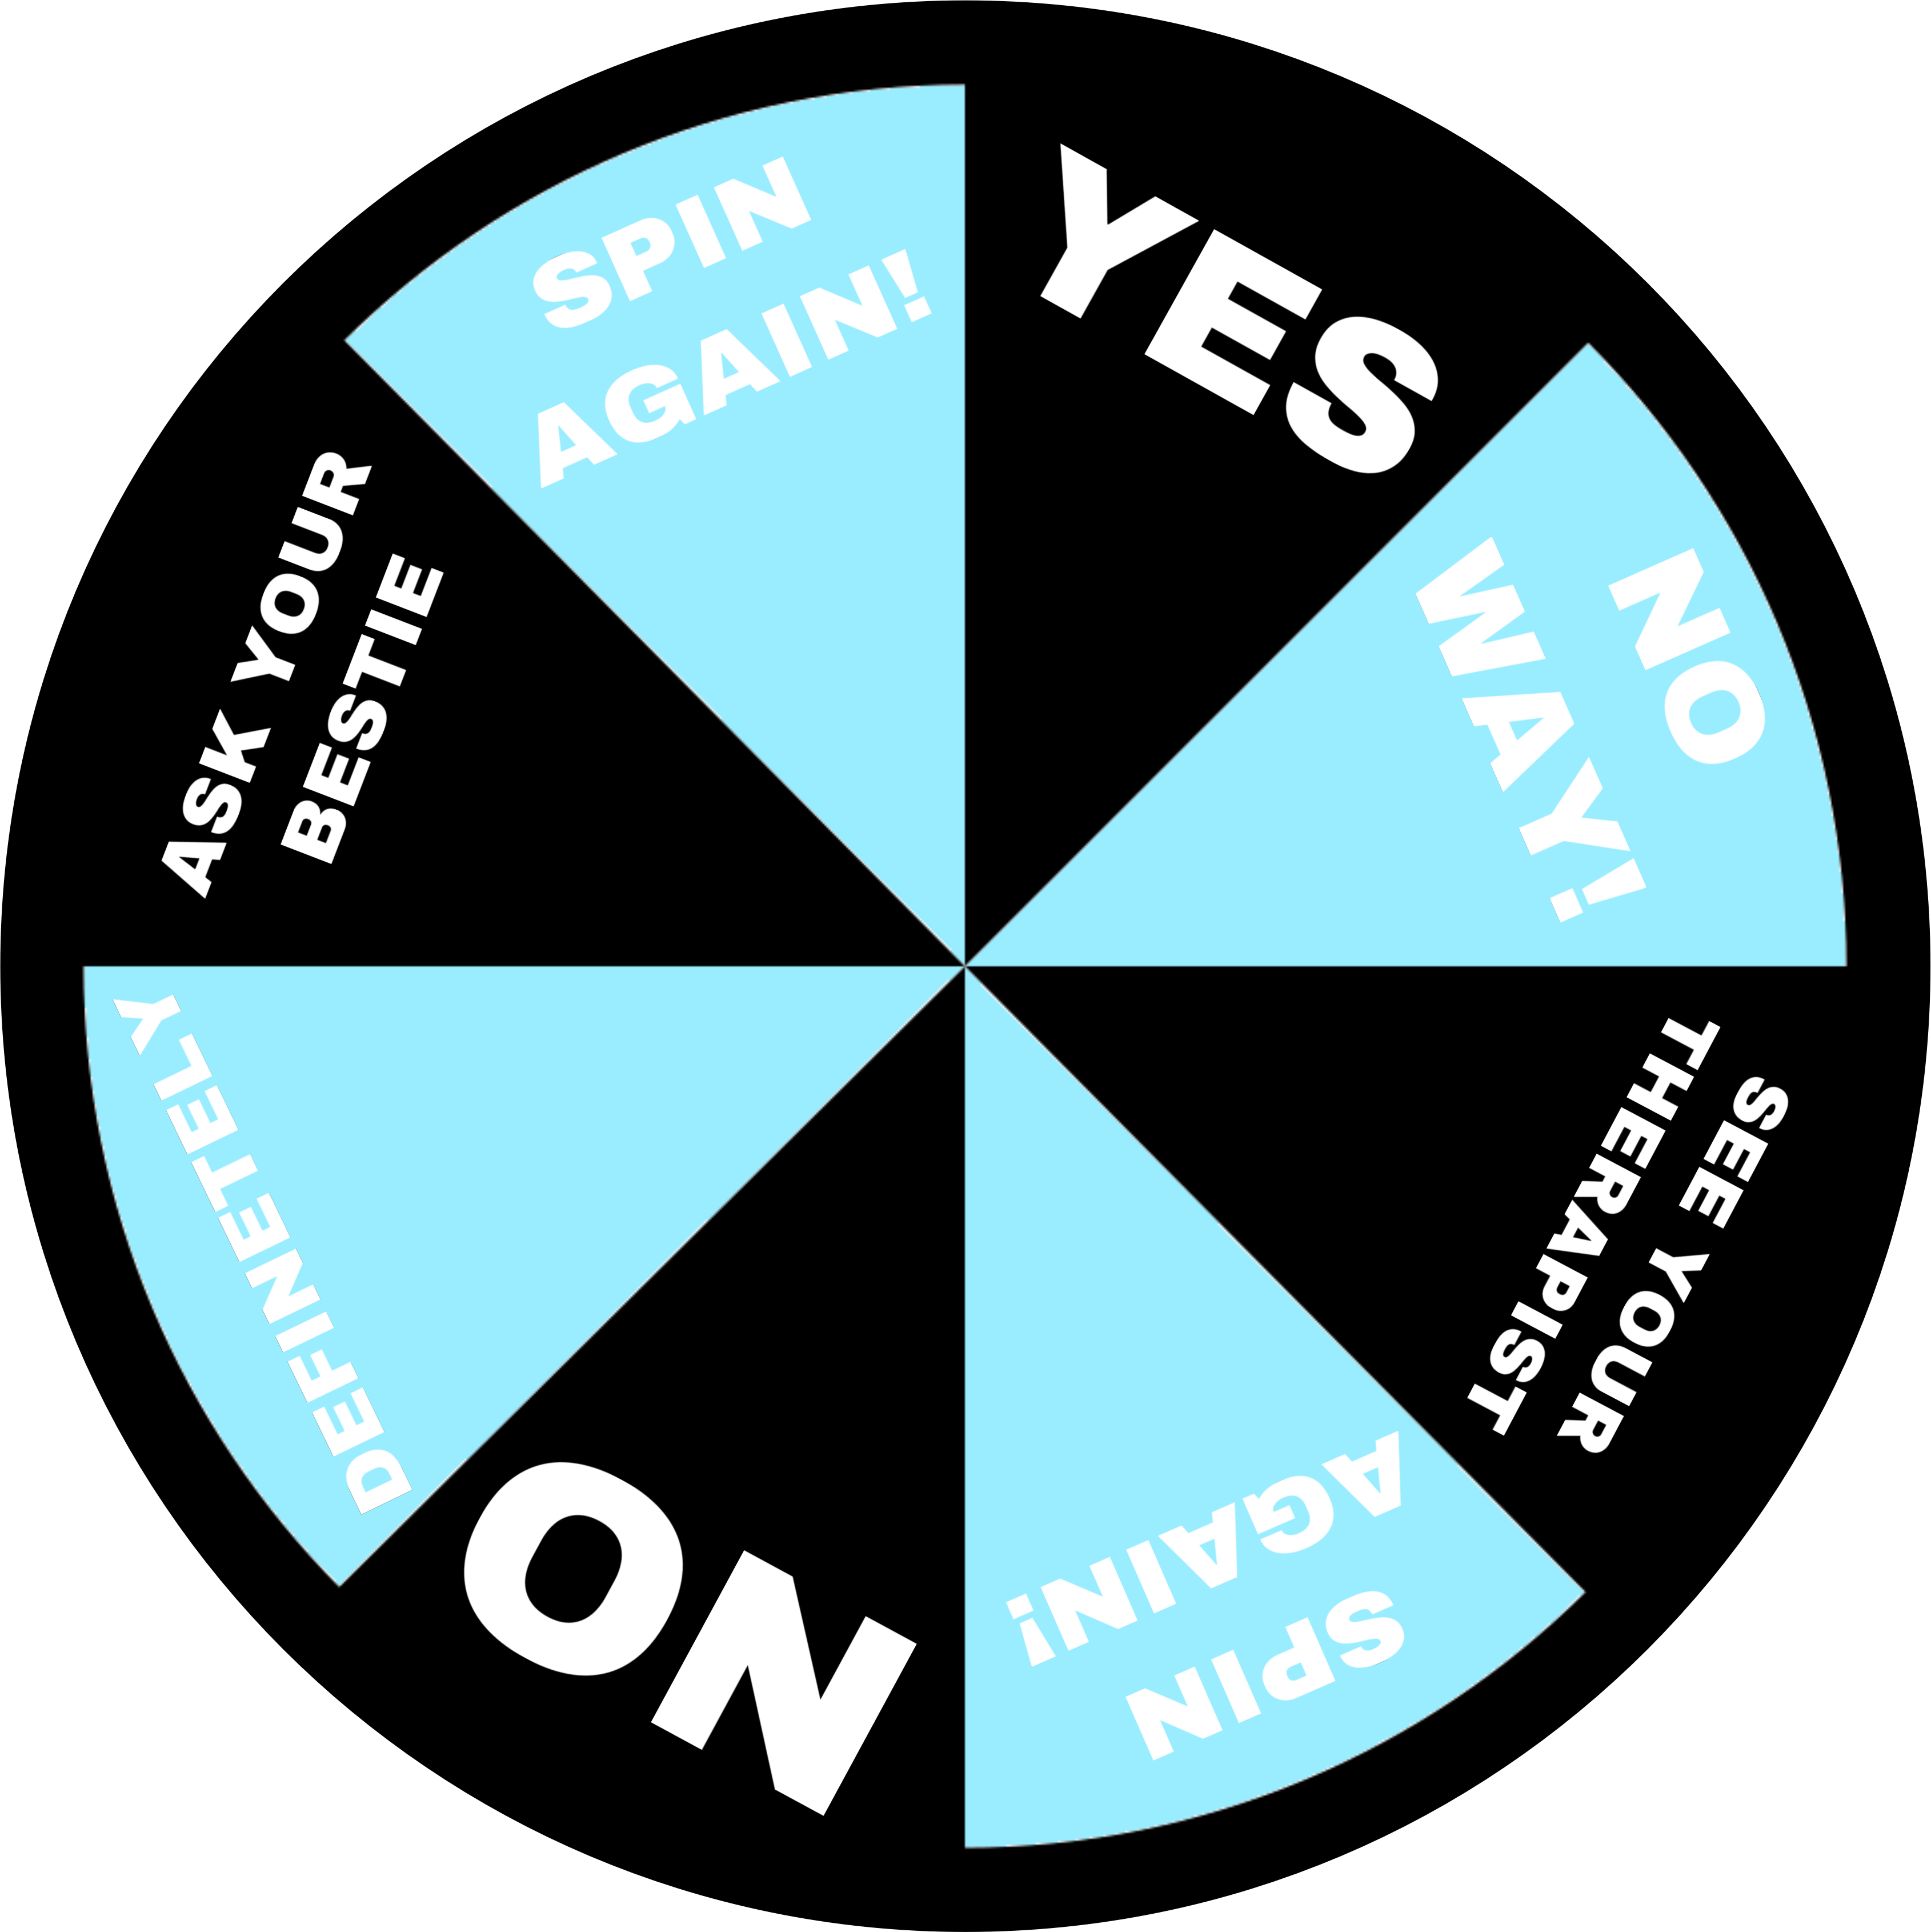 YES
NO
WAY!
SEE YOUR
THERAPIST
SPIN
AGAIN!
NO
DEFINETELY
ASK YOUR
BESTIE
SPIN
AGAIN!